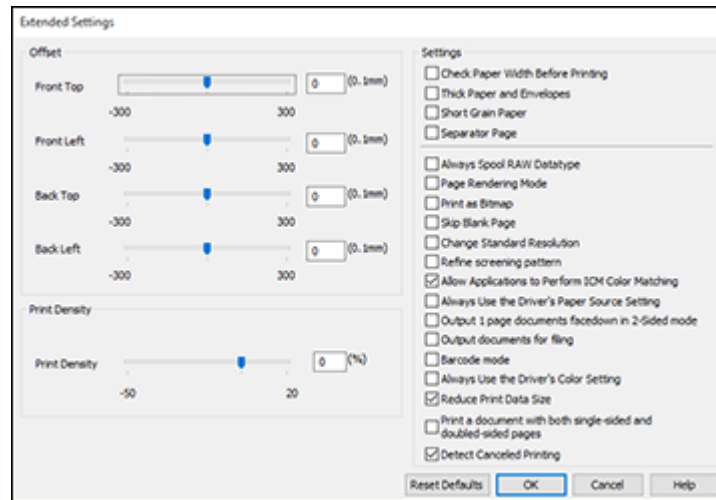 Extended Settings
Offset
Front Top
0
(0.1mm)
-300
300
Front Left
0
(0.1mm)
-300
300
Back Top
0
(0.1mm)
-300
300
Back Left
0
(0.1mm)
-300
300
Print Density
Print Density
0
(%)
-50
20
Settings
Check Paper Width Before Printing
Thick Paper and Envelopes
Short Grain Paper
Separator Page
Always Spool RAW Datatype
Page Rendering Mode
Print as Bitmap
Skip Blank Page
Change Standard Resolution
Refine screening pattern
Allow Applications to Perform ICM Color Matching
Always Use the Driver's Paper Source Setting
Output 1 page documents facedown in 2-Sided mode
Output documents for filing
Barcode mode
Always Use the Driver's Color Setting
Reduce Print Data Size
Print a document with both single-sided and
doubled-sided pages
Detect Canceled Printing
Reset Defaults
OK
Cancel
Help